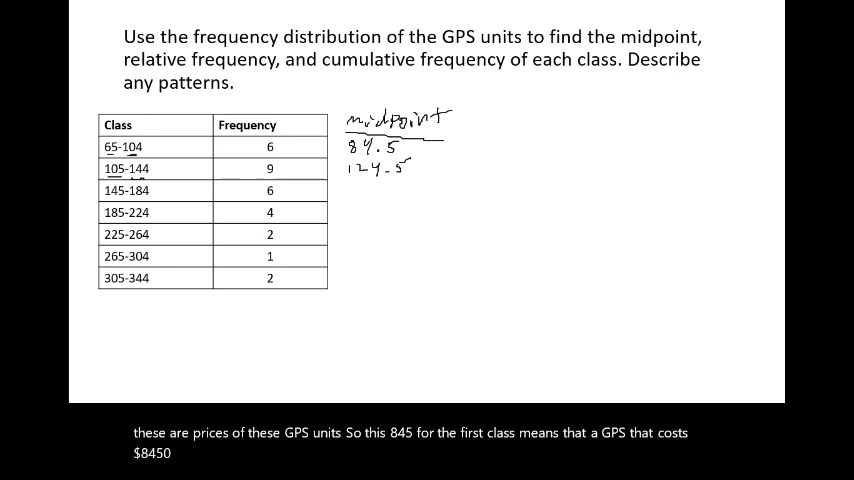 Use the frequency distribution of the GPS units to find the midpoint,
relative frequency, and cumulative frequency of each class. Describe
any patterns.
Class Frequency midpoint
65-104 6 84.5
105-144 9 124.5
145-184 6
185-224 4
225-264 2
265-304 1
305-344 2
these are prices of these GPS units So this 845 for the first class means that a GPS that costs
$8450